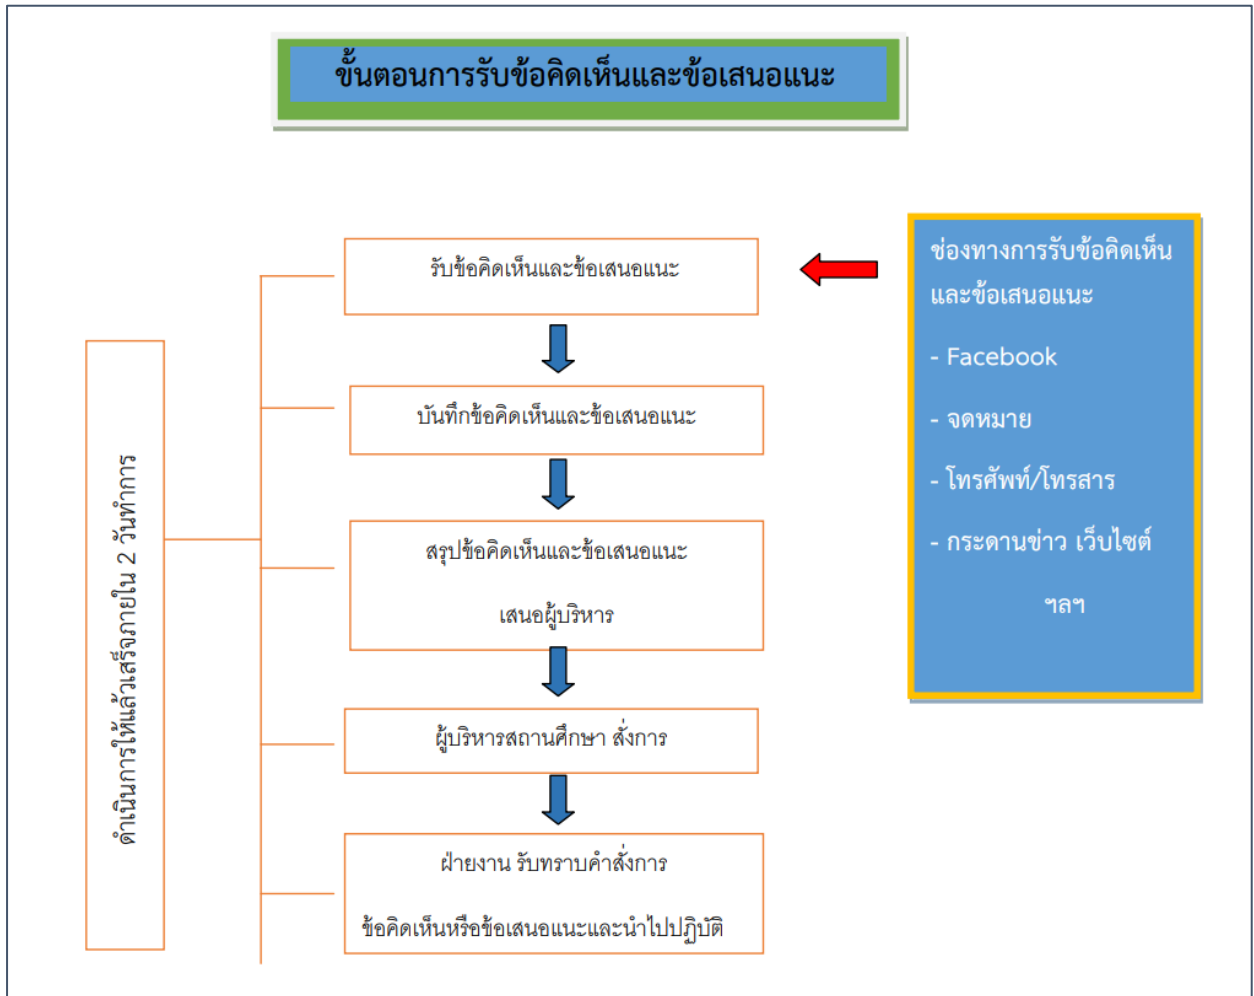 ขั้นตอนการรับข้อคิดเห็นและข้อเสนอแนะ
รับข้อคิดเห็นและข้อเสนอแนะ
บันทึกข้อคิดเห็นและข้อเสนอแนะ
สรุปข้อคิดเห็นและข้อเสนอแนะ
เสนอผู้บริหาร
ผู้บริหารสถานศึกษา สั่งการ
ฝ่ายงาน รับทราบคำสั่งการ
ข้อคิดเห็นหรือข้อเสนอแนะและนำไปปฏิบัติ
ดำเนินการให้แล้วเสร็จภายใน 2 วันทำการ
ช่องทางการรับข้อคิดเห็น
และข้อเสนอแนะ
- Facebook
- จดหมาย
- โทรศัพท์/โทรสาร
- กระดานข่าว เว็บไซต์
ฯลฯ